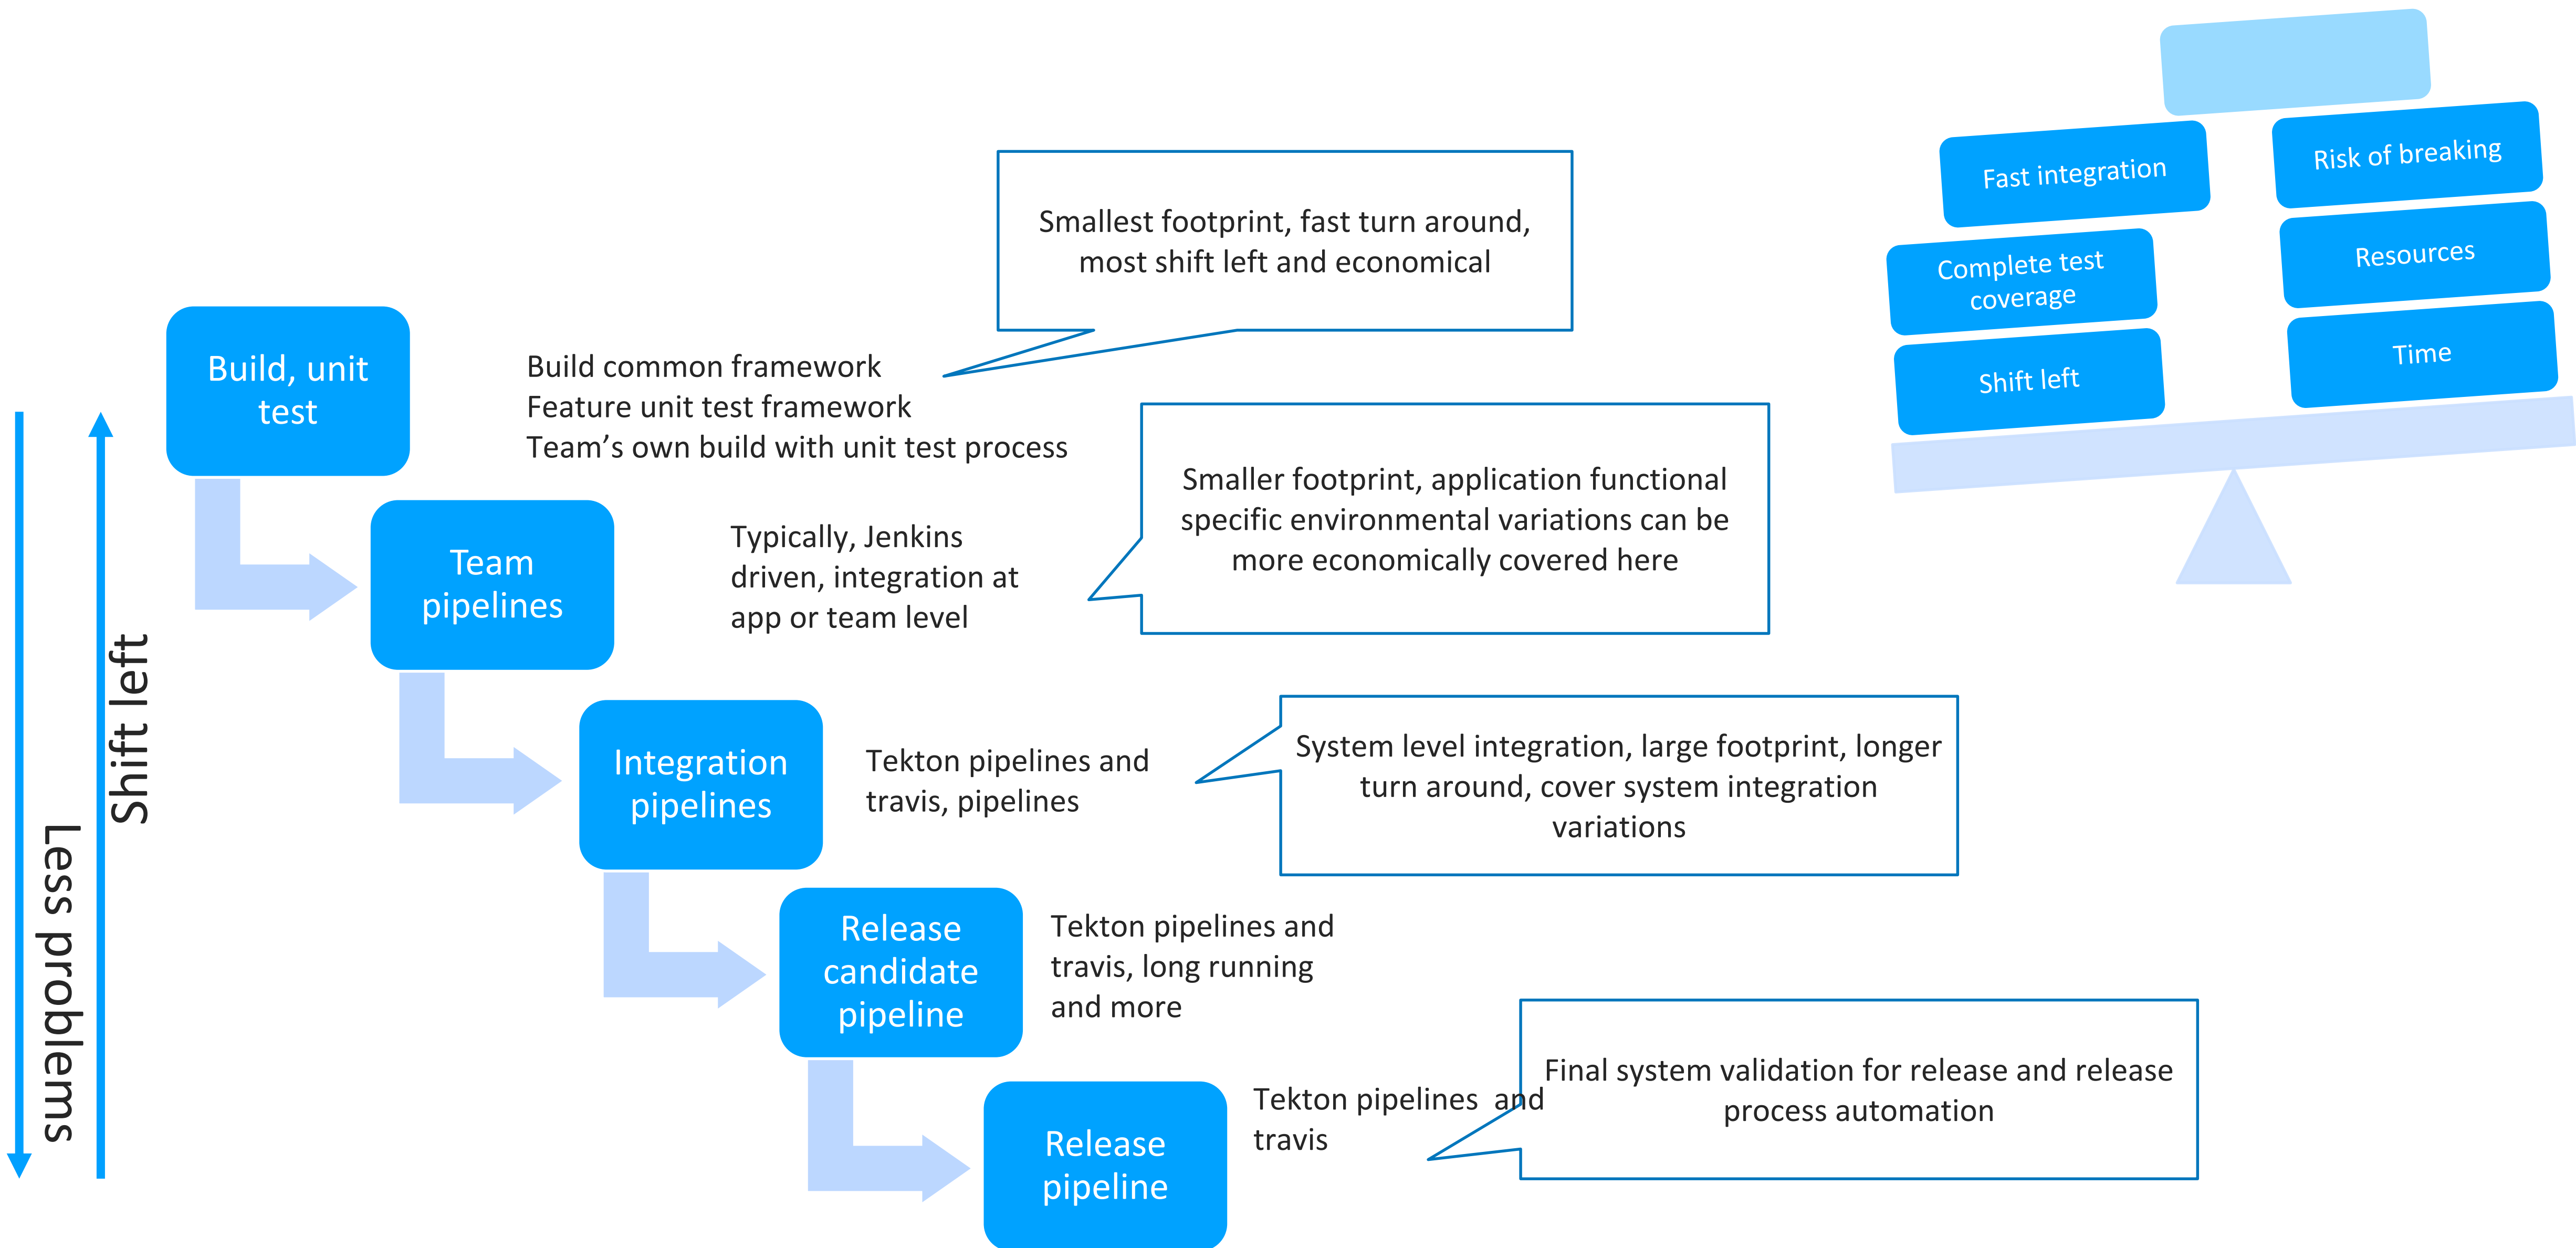 Fast integration
Risk of breaking
Complete test
coverage
Resources
Shift left
Time
Smallest footprint, fast turn around,
most shift left and economical
Build, unit
test
Build common framework
Feature unit test framework
Team’s own build with unit test process
Smaller footprint, application functional
specific environmental variations can be
more economically covered here
Team
pipelines
Typically, Jenkins
driven, integration at
app or team level
Shift left
Less problems
Integration
pipelines
Tekton pipelines and
travis, pipelines
System level integration, large footprint, longer
turn around, cover system integration
variations
Release
candidate
pipeline
Tekton pipelines and
travis, long running
and more
Release
pipeline
Tekton pipelines  and
travis
Final system validation for release and release
process automation